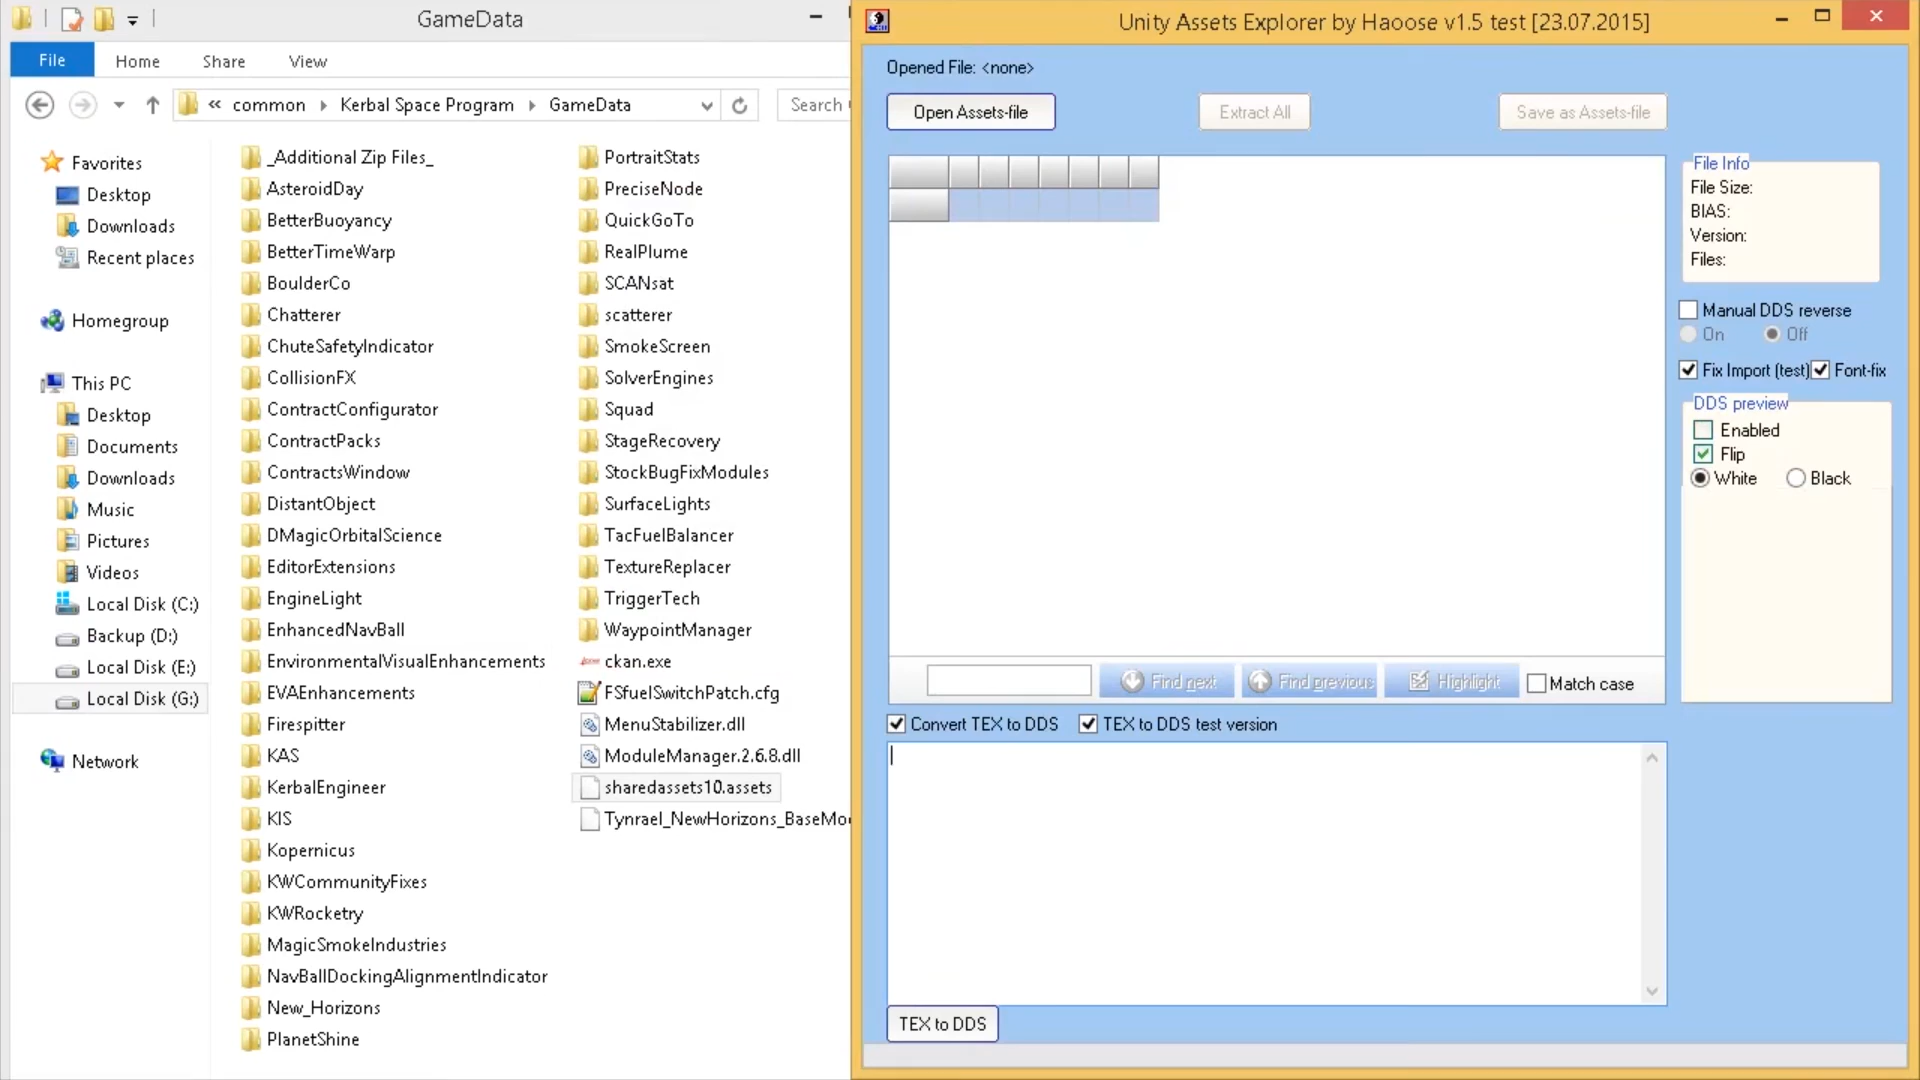 GameData
File Home Share View
« common Kerbal Space Program GameData Search
Favorites
Desktop
Downloads
Recent places
Homegroup
This PC
Desktop
Documents
Downloads
Music
Pictures
Videos
Local Disk (C:)
Backup (D:)
Local Disk (E:)
Local Disk (G:)
Network
_Additional Zip Files_
AsteroidDay
BetterBuoyancy
BetterTimeWarp
BoulderCo
Chatterer
ChuteSafetyIndicator
CollisionFX
ContractConfigurator
ContractPacks
ContractsWindow
DistantObject
DMagicOrbitalScience
EditorExtensions
EngineLight
EnhancedNavBall
EnvironmentalVisualEnhancements
EVAEnhancements
Firespitter
KAS
KerbalEngineer
KIS
Kopernicus
KWCommunityFixes
KWRocketry
MagicSmokeIndustries
NavBallDockingAlignmentIndicator
New_Horizons
PlanetShine
PortraitStats
PreciseNode
QuickGoTo
RealPlume
SCANsat
scatterer
SmokeScreen
SolverEngines
Squad
StageRecovery
StockBugFixModules
SurfaceLights
TacFuelBalancer
TextureReplacer
TriggerTech
WaypointManager
ckan.exe
FSfuelSwitchPatch.cfg
MenuStabilizer.dll
ModuleManager.2.6.8.dll
sharedassets10.assets
Tynrael_NewHorizons_BaseMo
Unity Assets Explorer by Haoose v1.5 test [23.07.2015]
Opened File: <none>
Open Assets-file Extract All Save as Assets-file
File Info
File Size:
BIAS:
Version:
Files:
Manual DDS reverse
On Off
Fix Import (test) Font-fix
DDS preview
Enabled
Flip
White Black
Find next Find previous Highlight Match case
Convert TEX to DDS TEX to DDS test version
TEX to DDS